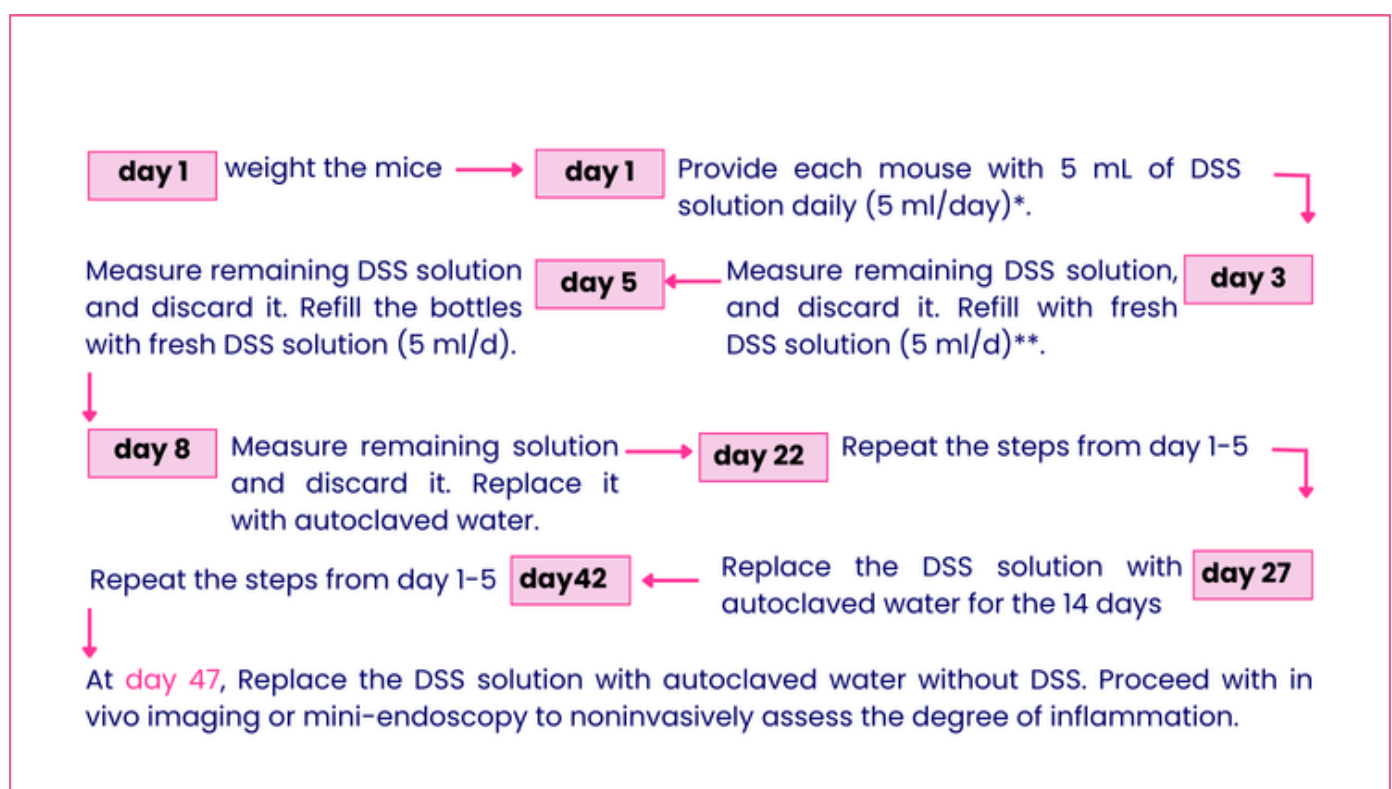 day 1 weight the mice
day 1 Provide each mouse with 5 mL of DSS
solution daily (5 ml/day)*.
day 3 Measure remaining DSS solution,
and discard it. Refill with fresh
DSS solution (5 ml/d)**.
day 5 Measure remaining DSS solution
and discard it. Refill the bottles
with fresh DSS solution (5 ml/d).
day 8 Measure remaining solution
and discard it. Replace it
with autoclaved water.
day 22 Repeat the steps from day 1-5
day 27 Replace the DSS solution with
autoclaved water for the 14 days
day42 Repeat the steps from day 1-5
At day 47, Replace the DSS solution with autoclaved water without DSS. Proceed with in
vivo imaging or mini-endoscopy to noninvasively assess the degree of inflammation.